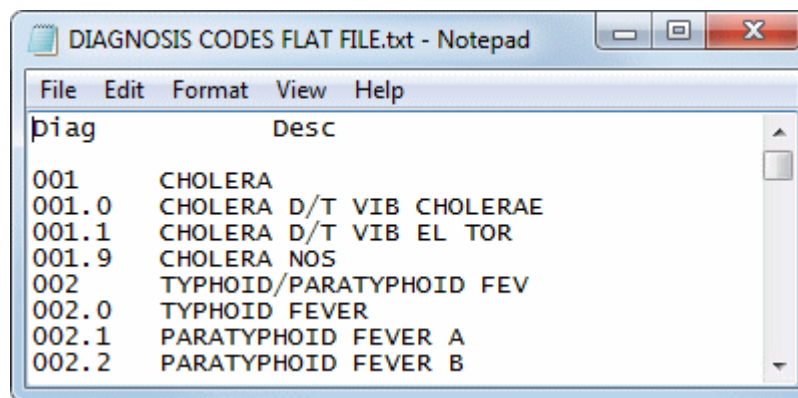 DIAGNOSIS CODES FLAT FILE.txt - Notepad
File Edit Format View Help
Diag Desc
001 CHOLERA
001.0 CHOLERA D/T VIB CHOLERAE
001.1 CHOLERA D/T VIB EL TOR
001.9 CHOLERA NOS
002 TYPHOID/PARATYPHOID FEV
002.0 TYPHOID FEVER
002.1 PARATYPHOID FEVER A
002.2 PARATYPHOID FEVER B